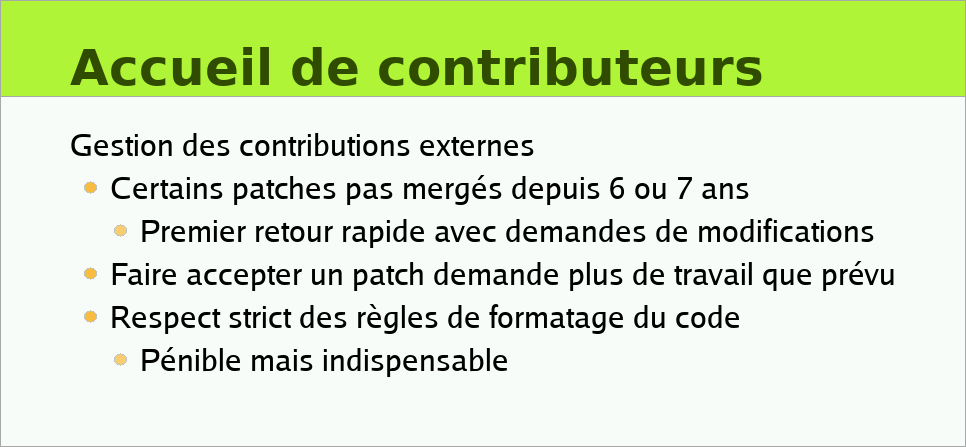 Accueil de contributeurs
Gestion des contributions externes
Certains patches pas mergés depuis 6 ou 7 ans
Premier retour rapide avec demandes de modifications
Faire accepter un patch demande plus de travail que prévu
Respect strict des règles de formatage du code
Pénible mais indispensable